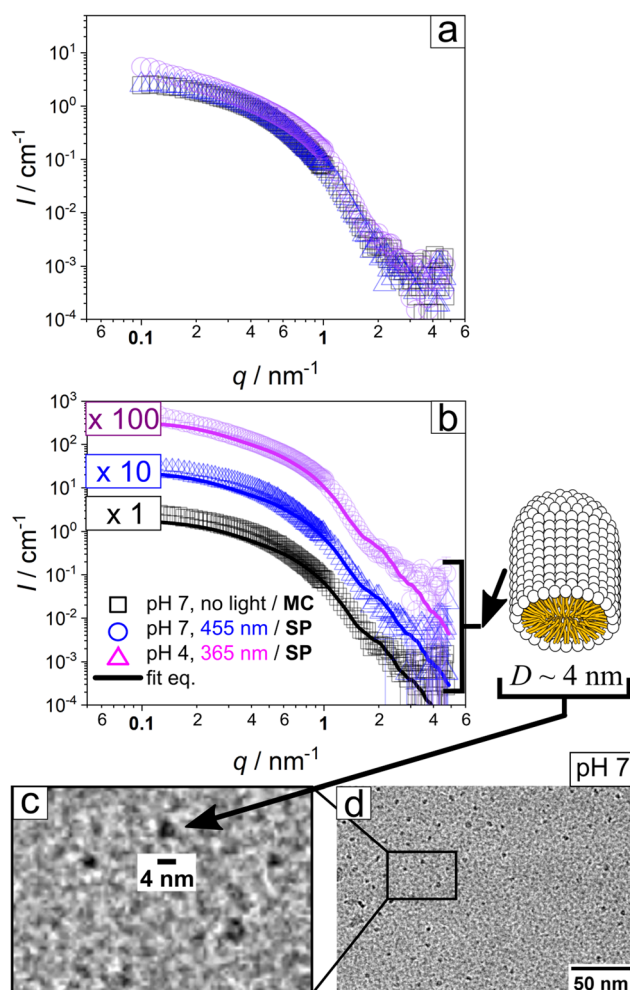 a
10¹
10⁰
10⁻¹
10⁻²
10⁻³
10⁻⁴
I / cm⁻¹
6 0.1 2 4 6 1 2 4 6
q / nm⁻¹
b
10³
10²
10¹
10⁰
10⁻¹
10⁻²
10⁻³
10⁻⁴
I / cm⁻¹
x 100
x 10
x 1
pH 7, no light / MC
pH 7, 455 nm / SP
pH 4, 365 nm / SP
fit eq.
6 0.1 2 4 6 1 2 4 6
q / nm⁻¹
D ~ 4 nm
pH 7
c
4 nm
d
50 nm